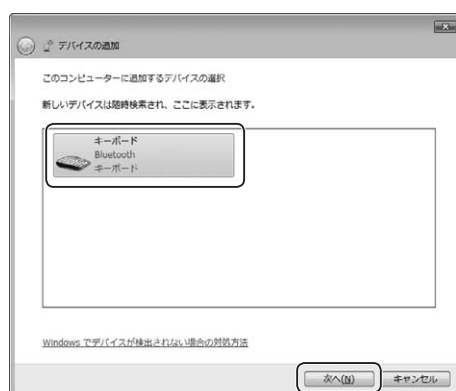 デバイスの追加
このコンピューターに追加するデバイスの選択
新しいデバイスは随時検索され、ここに表示されます。
キーボード
Bluetooth
キーボード
Windows でデバイスが検出されない場合の対処方法
次へ(N) キャンセル